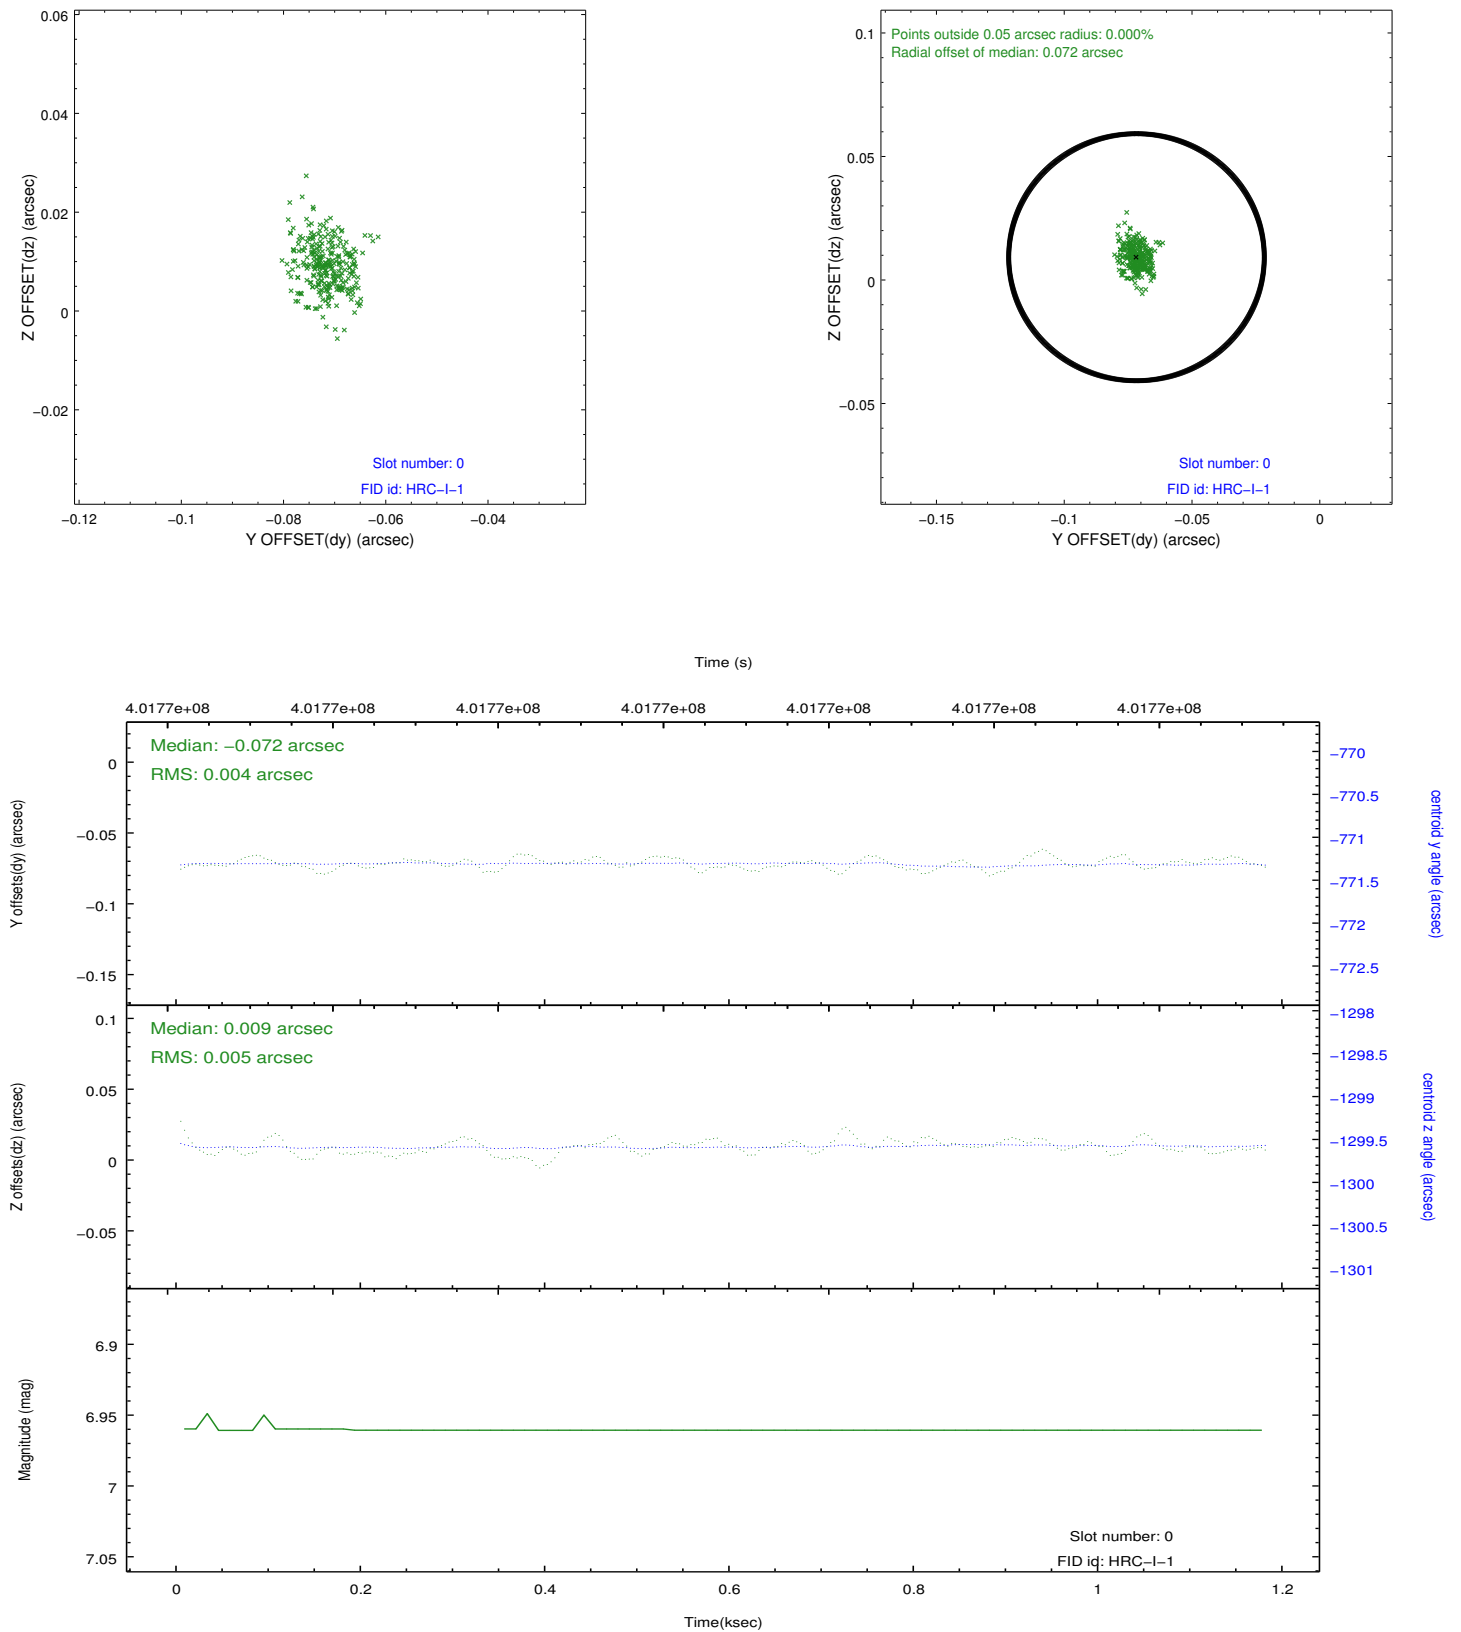 0.06
0.04
0.02
0
−0.02
Z OFFSET(dz) (arcsec)
Slot number: 0
FID id: HRC−I−1
−0.12
−0.1
−0.08
−0.06
−0.04
Y OFFSET(dy) (arcsec)
Points outside 0.05 arcsec radius: 0.000%
Radial offset of median: 0.072 arcsec
0.1
0.05
0
−0.05
Z OFFSET(dz) (arcsec)
Slot number: 0
FID id: HRC−I−1
−0.15
−0.1
−0.05
0
Y OFFSET(dy) (arcsec)
Time (s)
4.0177e+08 4.0177e+08 4.0177e+08 4.0177e+08 4.0177e+08 4.0177e+08 4.0177e+08
Median: −0.072 arcsec
RMS: 0.004 arcsec
0
−0.05
−0.1
−0.15
Y offsets(dy) (arcsec)
−770
−770.5
−771
−771.5
−772
−772.5
centroid y angle (arcsec)
Median: 0.009 arcsec
RMS: 0.005 arcsec
0.1
0.05
0
−0.05
Z offsets(dz) (arcsec)
−1298
−1298.5
−1299
−1299.5
−1300
−1300.5
−1301
centroid z angle (arcsec)
6.9
6.95
7
7.05
Magnitude (mag)
Slot number: 0
FID id: HRC−I−1
0 0.2 0.4 0.6 0.8 1 1.2
Time(ksec)